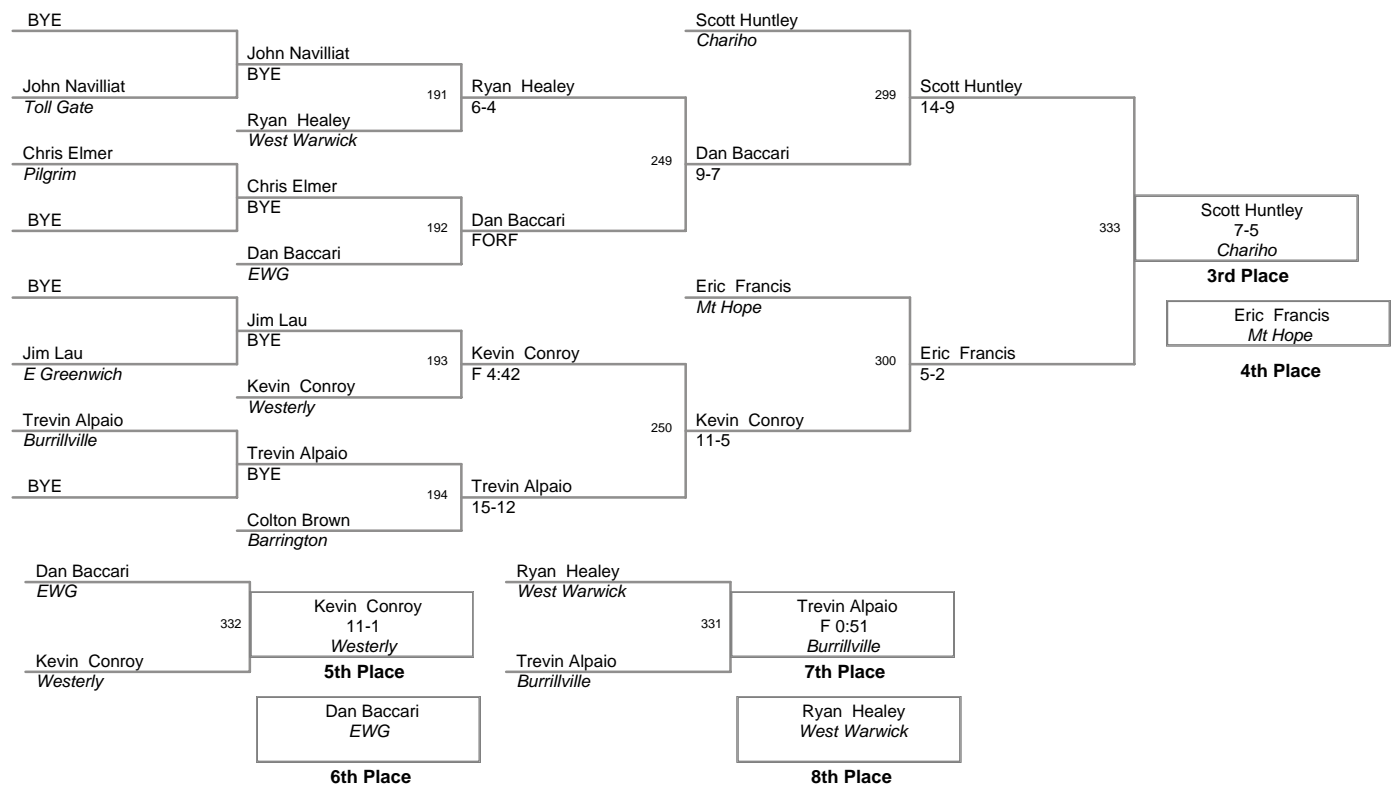 BYE
John Navilliat
Toll Gate
Chris Elmer
Pilgrim
BYE
BYE
Jim Lau
E Greenwich
Trevin Alpaio
Burrillville
BYE
John Navilliat
BYE
191
Ryan Healey
West Warwick
Chris Elmer
BYE
192
Dan Baccari
EWG
Jim Lau
BYE
193
Kevin Conroy
Westerly
Trevin Alpaio
BYE
194
Colton Brown
Barrington
Ryan Healey
6-4
249
Dan Baccari
FORF
Kevin Conroy
F 4:42
250
Trevin Alpaio
15-12
Scott Huntley
Chariho
299
Dan Baccari
9-7
Eric Francis
Mt Hope
300
Kevin Conroy
11-5
Scott Huntley
14-9
333
Eric Francis
5-2
Scott Huntley
7-5
Chariho
3rd Place
Eric Francis
Mt Hope
4th Place
Dan Baccari
EWG
332
Kevin Conroy
Westerly
Kevin Conroy
11-1
Westerly
5th Place
Dan Baccari
EWG
6th Place
Ryan Healey
West Warwick
331
Trevin Alpaio
Burrillville
Trevin Alpaio
F 0:51
Burrillville
7th Place
Ryan Healey
West Warwick
8th Place